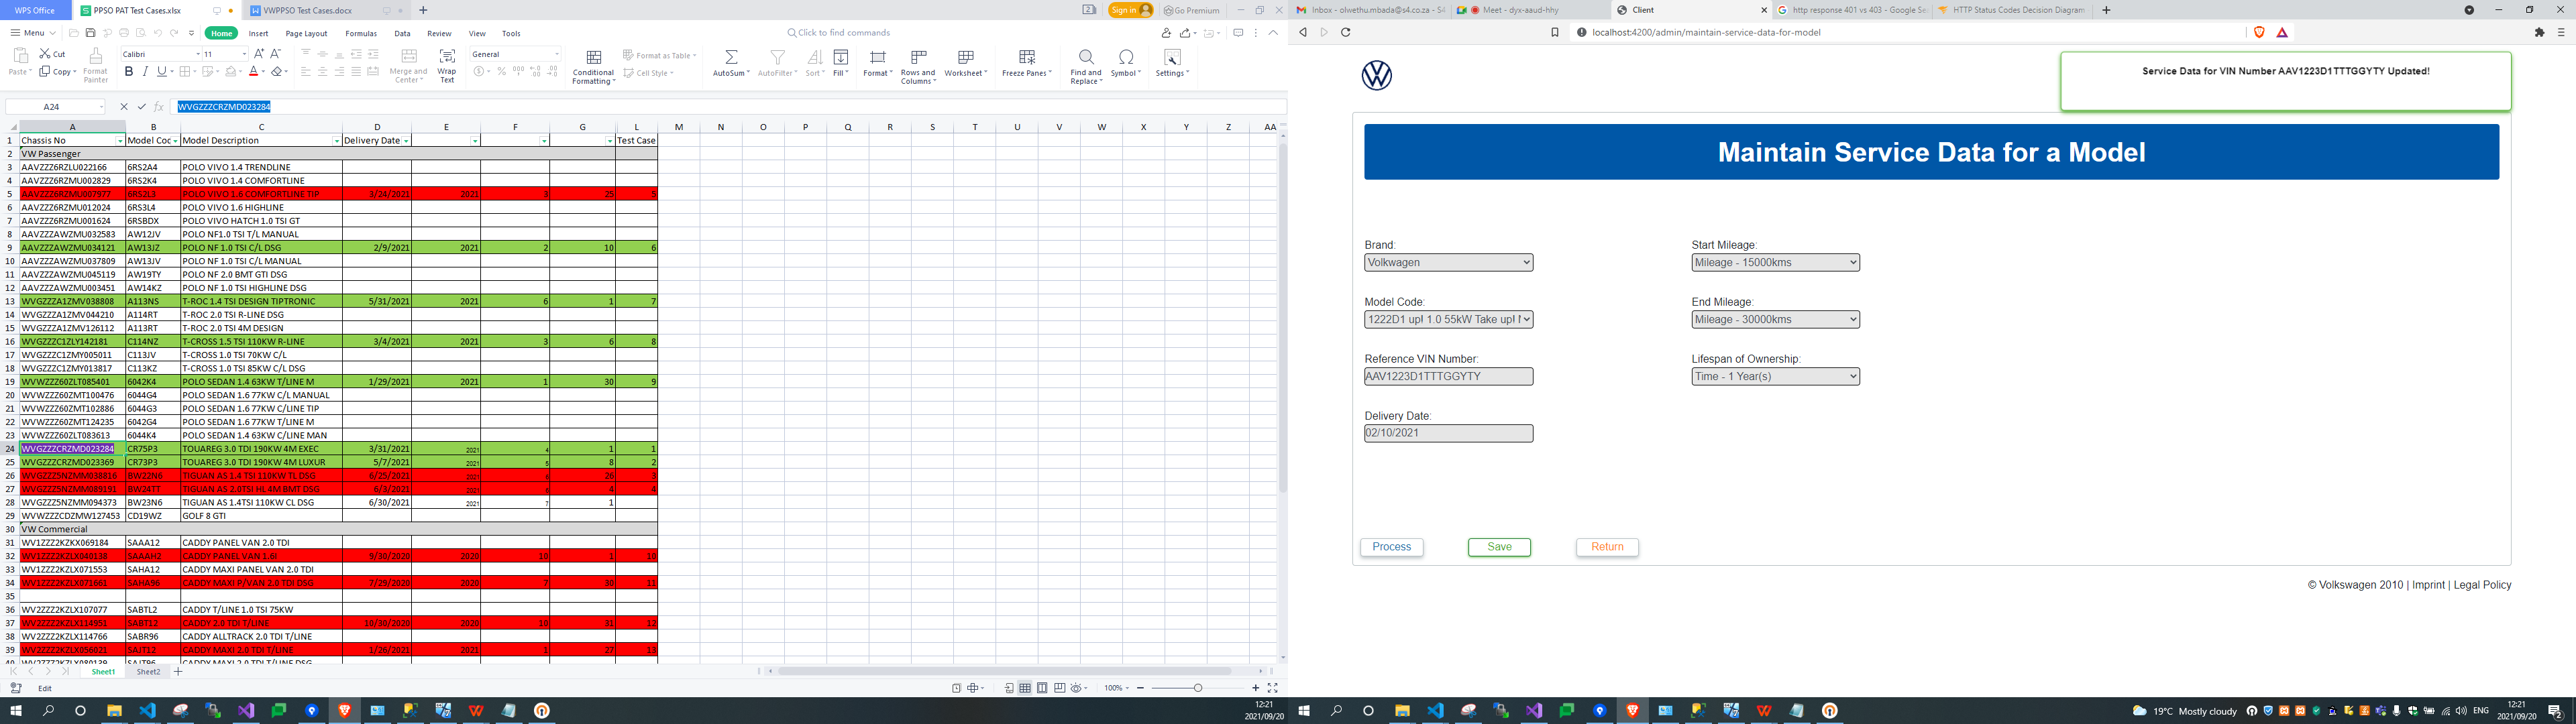 WPS Office PPSO PAT Test Cases.xlsx VWPPSO Test Cases.docx Sign in Go Premium
Menu Home Insert Page Layout Formulas Data Review View Tools Click to find commands
Paste Cut Copy Format Painter Calibri 11 Merge and Center Wrap Text General Conditional Formatting Format as Table Cell Style AutoSum AutoFilter Sort Fill Format Rows and Columns Worksheet Freeze Panes Find and Replace Symbol Settings
A24 WVGZZZCRZMD023284
A B C D E F G L M N O P Q R S T U V W X Y Z AA
1 Chassis No Model Coc Model Description Delivery Date Test Case
2 VW Passenger
3 AAVZZZ6RZLU022166 6RS2A4 POLO VIVO 1.4 TRENDLINE
4 AAVZZZ6RZMU002829 6RS2K4 POLO VIVO 1.4 COMFORTLINE
5 AAVZZZ6RZMU007977 6RS2L3 POLO VIVO 1.6 COMFORTLINE TIP 3/24/2021 2021 3 25 5
6 AAVZZZ6RZMU012024 6RS3L4 POLO VIVO 1.6 HIGHLINE
7 AAVZZZ6RZMU001624 6RSBDX POLO VIVO HATCH 1.0 TSI GT
8 AAVZZZAWZMU032583 AW12JV POLO NF1.0 TSI T/L MANUAL
9 AAVZZZAWZMU034121 AW13JZ POLO NF 1.0 TSI C/L DSG 2/9/2021 2021 2 10 6
10 AAVZZZAWZMU037809 AW13JV POLO NF 1.0 TSI C/L MANUAL
11 AAVZZZAWZMU045119 AW19TY POLO NF 2.0 BMT GTI DSG
12 AAVZZZAWZMU003451 AW14KZ POLO NF 1.0 TSI HIGHLINE DSG
13 WVGZZZA1ZMV038808 A113NS T-ROC 1.4 TSI DESIGN TIPTRONIC 5/31/2021 2021 6 1 7
14 WVGZZZA1ZMV044210 A114RT T-ROC 2.0 TSI R-LINE DSG
15 WVGZZZA1ZMV126112 A113RT T-ROC 2.0 TSI 4M DESIGN
16 WVGZZZC1ZLY142181 C114NZ T-CROSS 1.5 TSI 110KW R-LINE 3/4/2021 2021 3 6 8
17 WVGZZZC1ZMY005011 C113JV T-CROSS 1.0 TSI 70KW C/L
18 WVGZZZC1ZMY013817 C113KZ T-CROSS 1.0 TSI 85KW C/L DSG
19 WVWZZZ60ZLT085401 6042K4 POLO SEDAN 1.4 63KW T/LINE M 1/29/2021 2021 1 30 9
20 WVWZZZ60ZMT100476 6044G4 POLO SEDAN 1.6 77KW C/L MANUAL
21 WVWZZZ60ZMT102886 6044G3 POLO SEDAN 1.6 77KW C/LINE TIP
22 WVWZZZ60ZMT124235 6042G4 POLO SEDAN 1.6 77KW T/LINE M
23 WVWZZZ60ZLT083613 6044K4 POLO SEDAN 1.4 63KW C/LINE MAN
24 WVGZZZCRZMD023284 CR75P3 TOUAREG 3.0 TDI 190KW 4M EXEC 3/31/2021 2021 4 1 1
25 WVGZZZCRZMD023369 CR73P3 TOUAREG 3.0 TDI 190KW 4M LUXUR 5/7/2021 2021 5 8 2
26 WVGZZZ5NZMM038816 BW22N6 TIGUAN AS 1.4 TSI 110KW TL DSG 6/25/2021 2021 6 26 3
27 WVGZZZ5NZMM089191 BW24TT TIGUAN AS 2.0TSI HL 4M BMT DSG 6/3/2021 2021 6 4 4
28 WVGZZZ5NZMM094373 BW23N6 TIGUAN AS 1.4TSI 110KW CL DSG 6/30/2021 2021 7 1
29 WVWZZZCDZMW127453 CD19WZ GOLF 8 GTI
30 VW Commercial
31 WV1ZZZ2KZKX069184 SAAA12 CADDY PANEL VAN 2.0 TDI
32 WV1ZZZ2KZLX040138 SAAAH2 CADDY PANEL VAN 1.6I 9/30/2020 2020 10 1 10
33 WV1ZZZ2KZLX071553 SAHA12 CADDY MAXI PANEL VAN 2.0 TDI
34 WV1ZZZ2KZLX071661 SAHA96 CADDY MAXI P/VAN 2.0 TDI DSG 7/29/2020 2020 7 30 11
35
36 WV2ZZZ2KZLX107077 SABTL2 CADDY T/LINE 1.0 TSI 75KW
37 WV2ZZZ2KZLX114951 SABT12 CADDY 2.0 TDI T/LINE 10/30/2020 2020 10 31 12
38 WV2ZZZ2KZLX114766 SABR96 CADDY ALLTRACK 2.0 TDI T/LINE
39 WV2ZZZ2KZLX056021 SAJT12 CADDY MAXI 2.0 TDI T/LINE 1/26/2021 2021 1 27 13
40 WV2ZZZ2KZLX080139 SAJT96 CADDY MAXI 2.0 TDI T/LINE DSG
Sheet1 Sheet2
Edit 100%
12:21
2021/09/20
Inbox - olwethu.mbada@s4.co.za - S4 Meet - dyx-aaud-hhy Client http response 401 vs 403 - Google Se HTTP Status Codes Decision Diagram
localhost:4200/admin/maintain-service-data-for-model
Service Data for VIN Number AAV1223D1TTTGGYTY Updated!
Maintain Service Data for a Model
Brand: Start Mileage:
Volkwagen Mileage - 15000kms
Model Code: End Mileage:
1222D1 up! 1.0 55kW Take up! Mileage - 30000kms
Reference VIN Number: Lifespan of Ownership:
AAV1223D1TTTGGYTY Time - 1 Year(s)
Delivery Date:
02/10/2021
Process Save Return
© Volkswagen 2010 | Imprint | Legal Policy
19°C Mostly cloudy ENG 12:21
2021/09/20